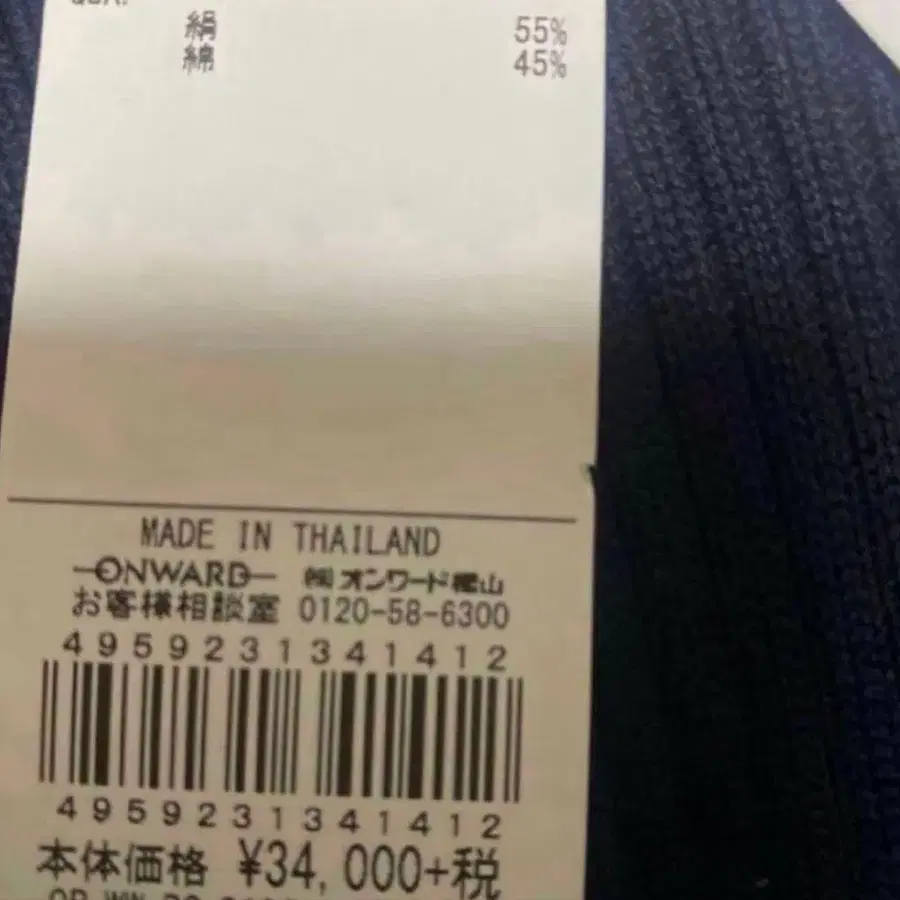 絹 55%
綿 45%
MADE IN THAILAND
ONWARD ㈱オンワード樫山
お客様相談室 0120-58-6300
4959231341412
4959231341412
本体価格 ¥34,000+税